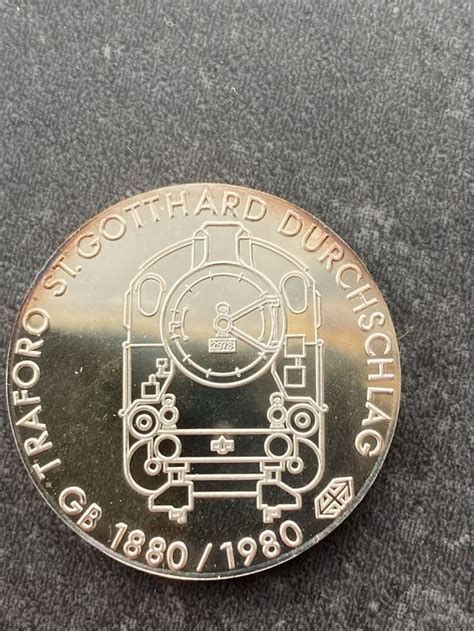 TRAFORO ST. GOTTHARD DURCHSCHLAG
GB 1880/1980
2978